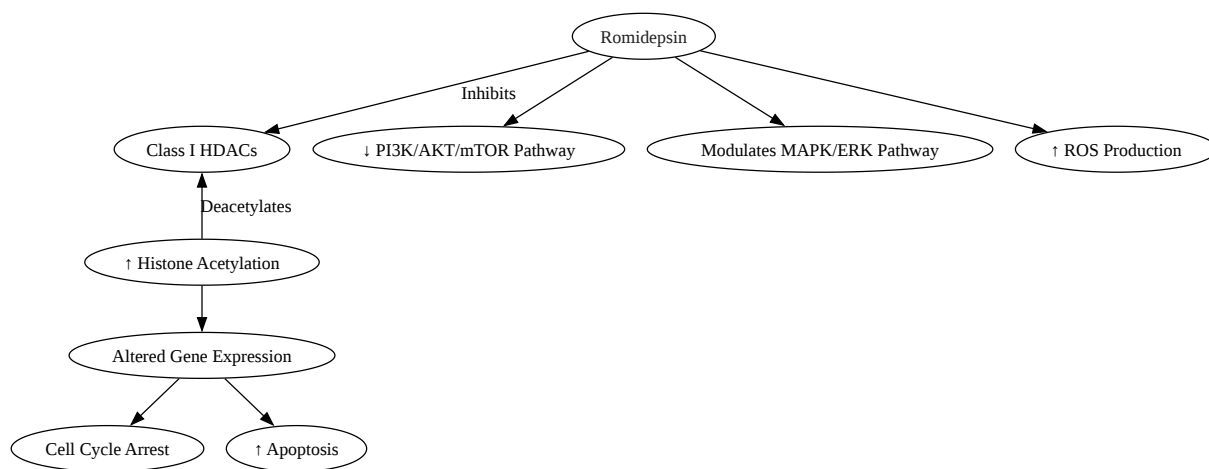 Romidepsin
Inhibits
Class I HDACs
↓ PI3K/AKT/mTOR Pathway
Modulates MAPK/ERK Pathway
↑ ROS Production
Deacetylates
↑ Histone Acetylation
Altered Gene Expression
Cell Cycle Arrest
↑ Apoptosis